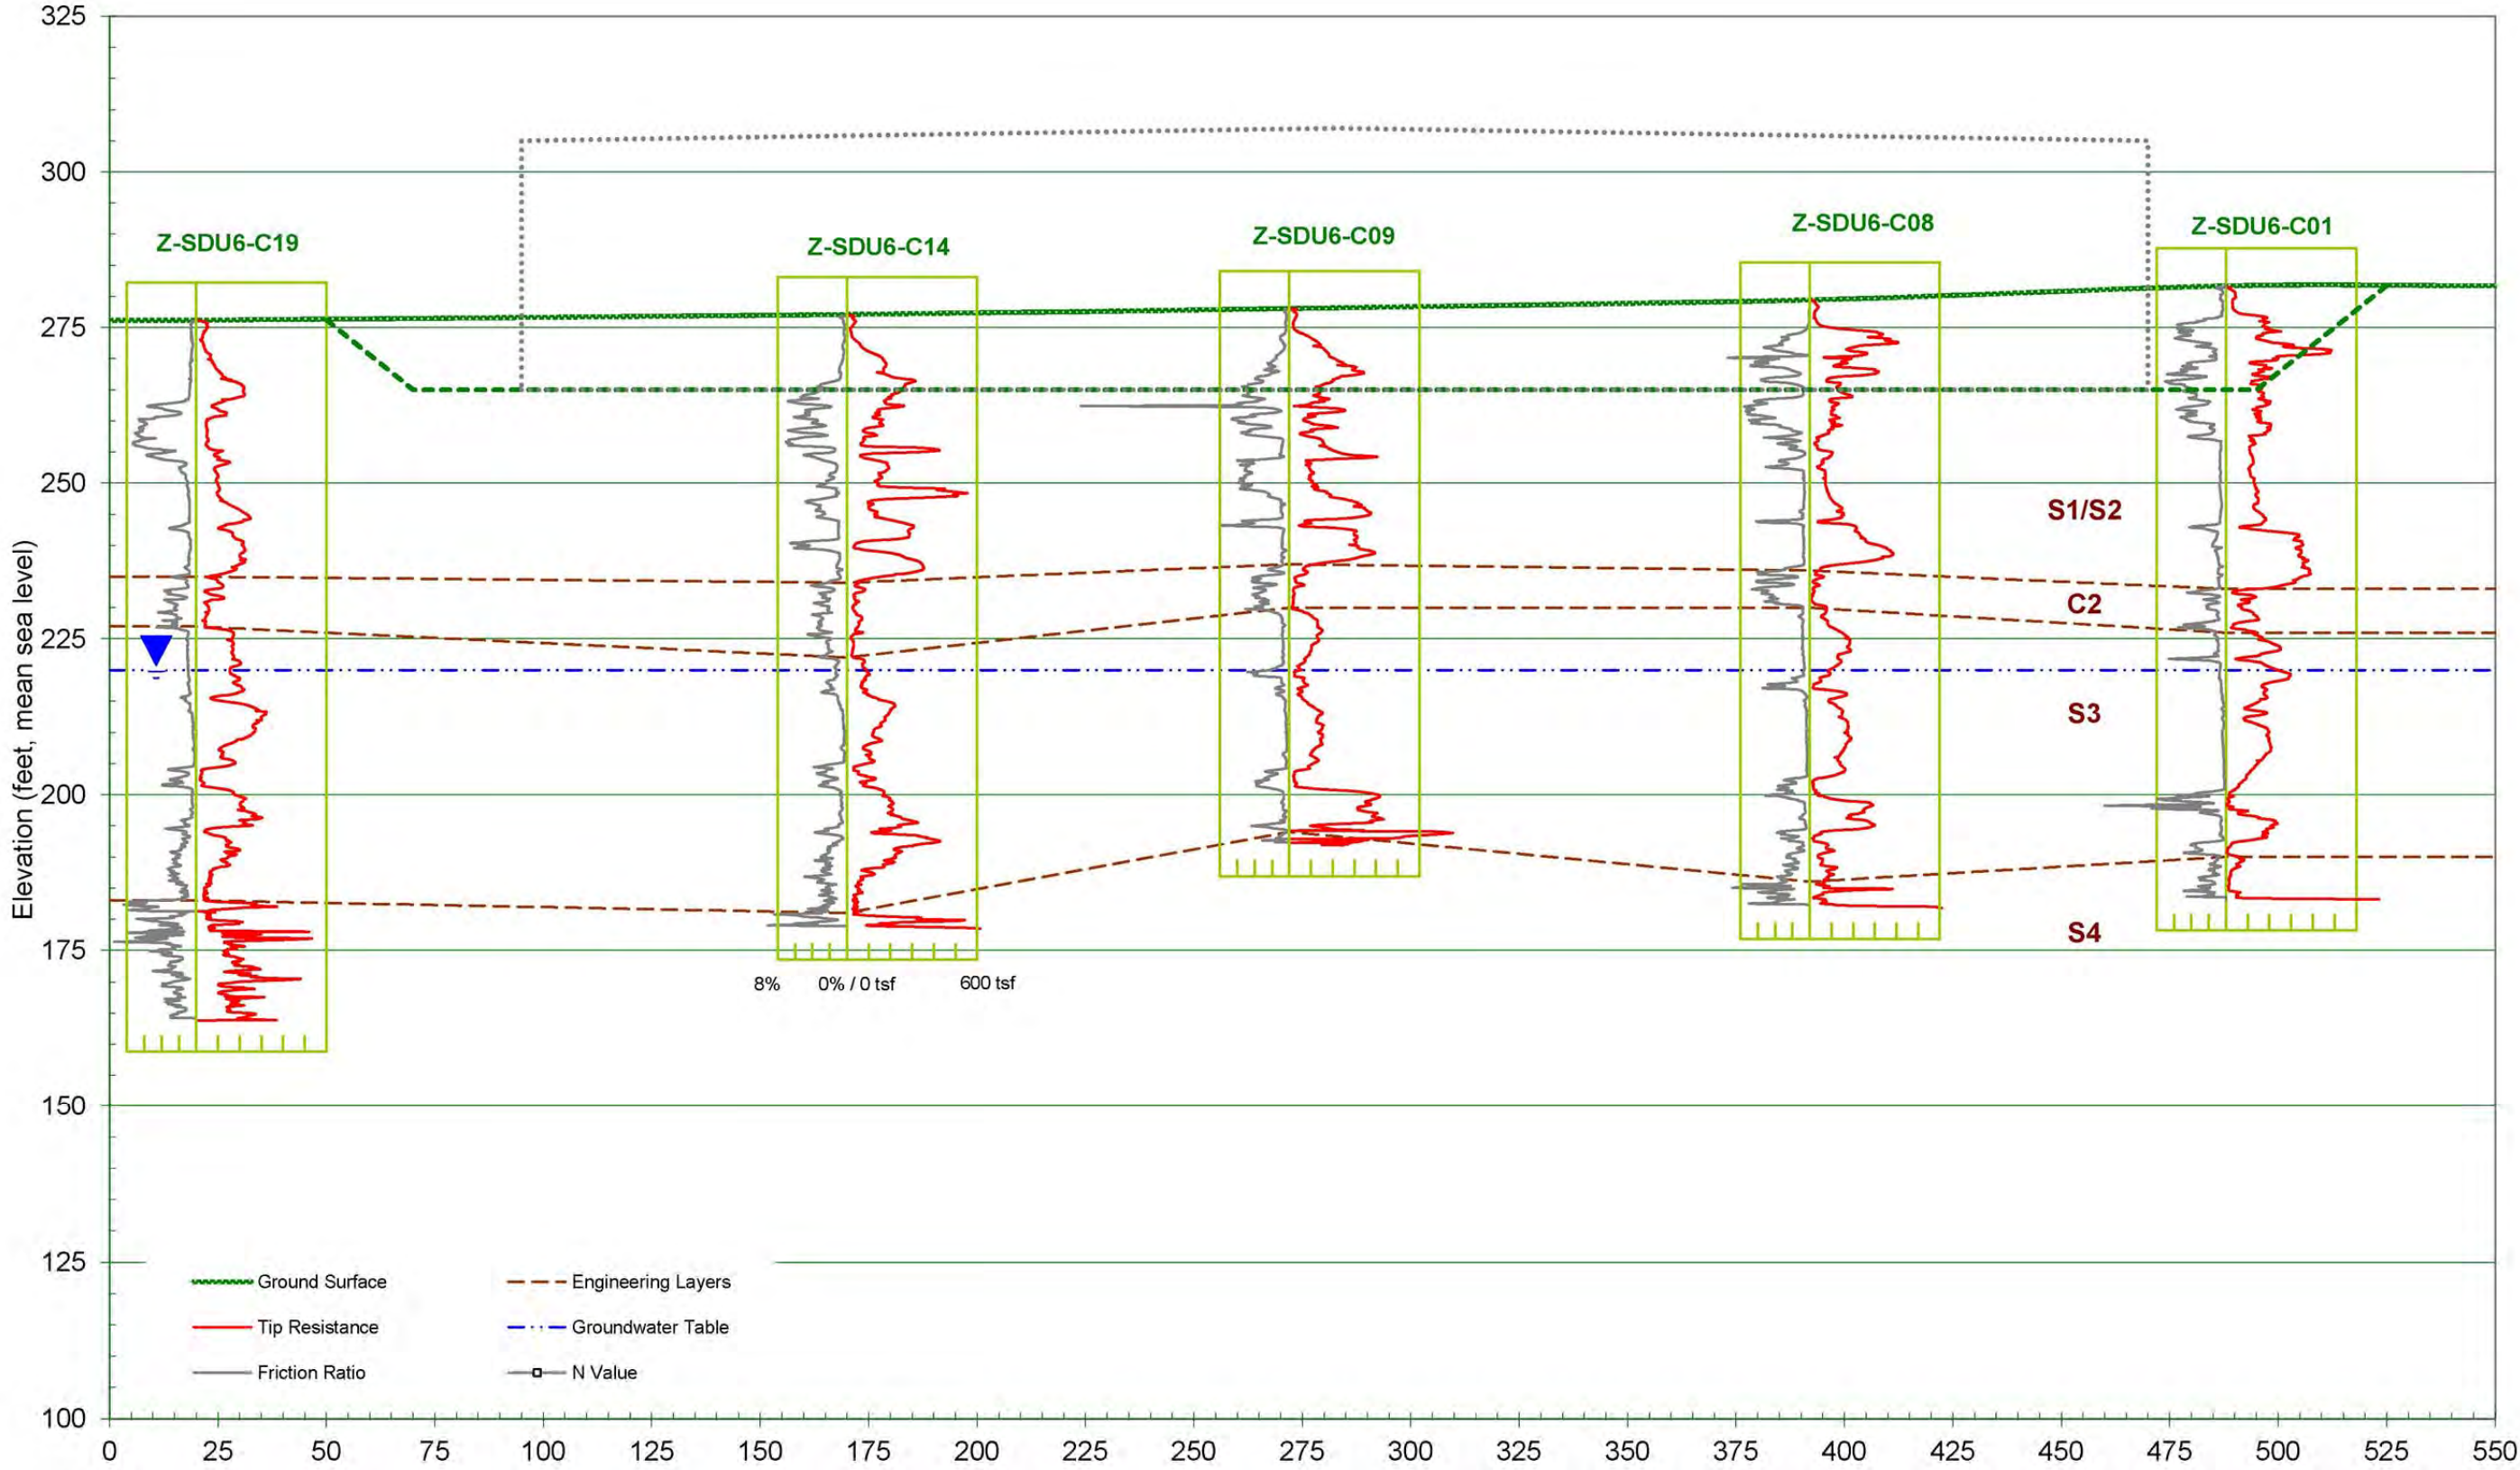 325
300
275
250
225
200
175
150
125
100
Elevation (feet, mean sea level)
Z-SDU6-C19
Z-SDU6-C14
Z-SDU6-C09
Z-SDU6-C08
Z-SDU6-C01
S1/S2
C2
S3
S4
8% 0% / 0 tsf 600 tsf
Ground Surface Engineering Layers
Tip Resistance Groundwater Table
Friction Ratio N Value
0 25 50 75 100 125 150 175 200 225 250 275 300 325 350 375 400 425 450 475 500 525 550